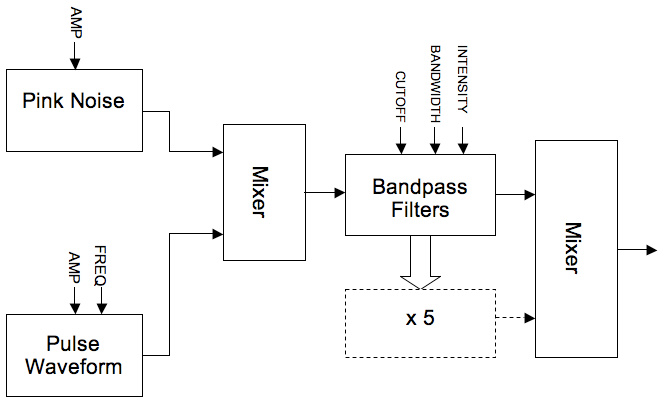 AMP
Pink Noise
AMP
FREQ
Pulse
Waveform
Mixer
CUTOFF
BANDWIDTH
INTENSITY
Bandpass
Filters
x 5
Mixer